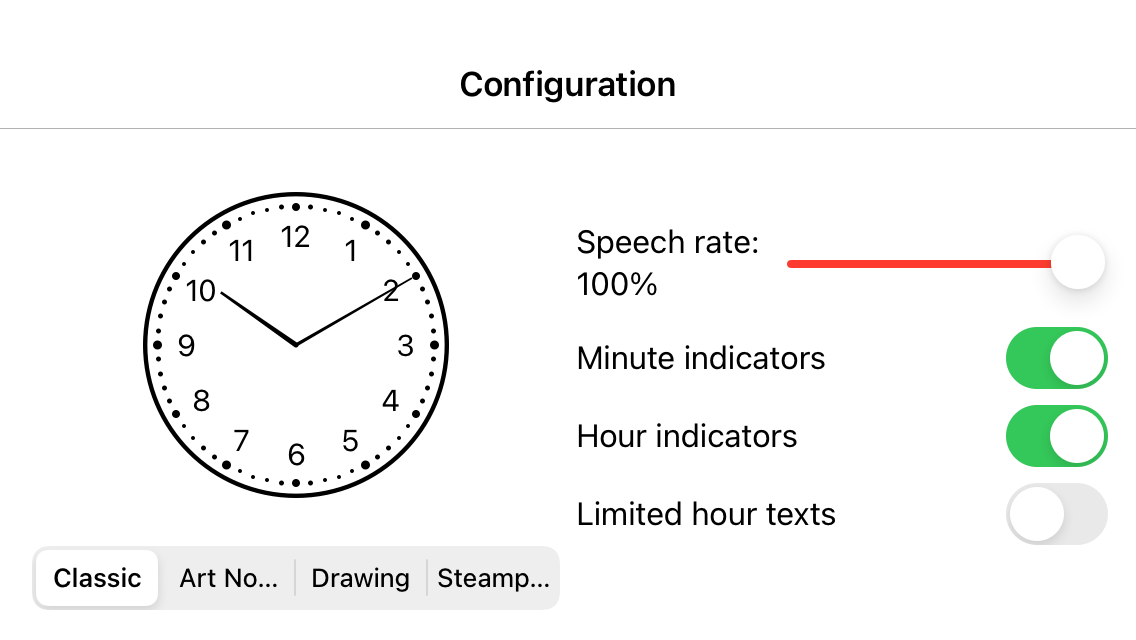 Configuration
12
11
1
10
2
9
3
8
4
7
5
6
Speech rate:
100%
Minute indicators
Hour indicators
Limited hour texts
Classic
Art No...
Drawing
Steamp...